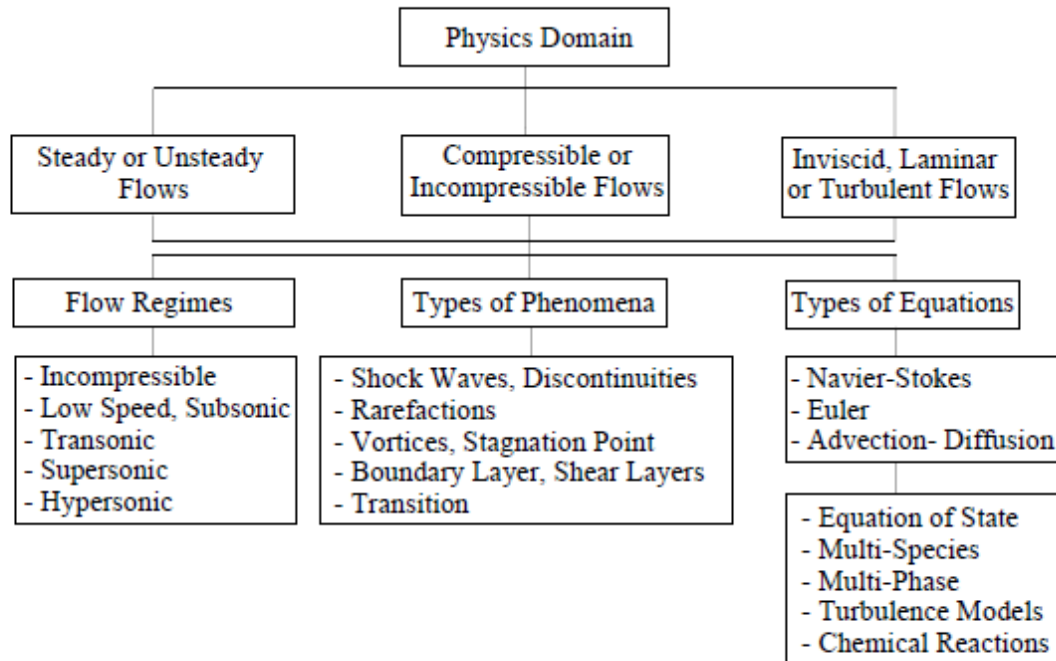 Physics Domain
Steady or Unsteady
Flows
Compressible or
Incompressible Flows
Inviscid, Laminar
or Turbulent Flows
Flow Regimes
Types of Phenomena
Types of Equations
- Incompressible
- Low Speed, Subsonic
- Transonic
- Supersonic
- Hypersonic
- Shock Waves, Discontinuities
- Rarefactions
- Vortices, Stagnation Point
- Boundary Layer, Shear Layers
- Transition
- Navier-Stokes
- Euler
- Advection- Diffusion
- Equation of State
- Multi-Species
- Multi-Phase
- Turbulence Models
- Chemical Reactions